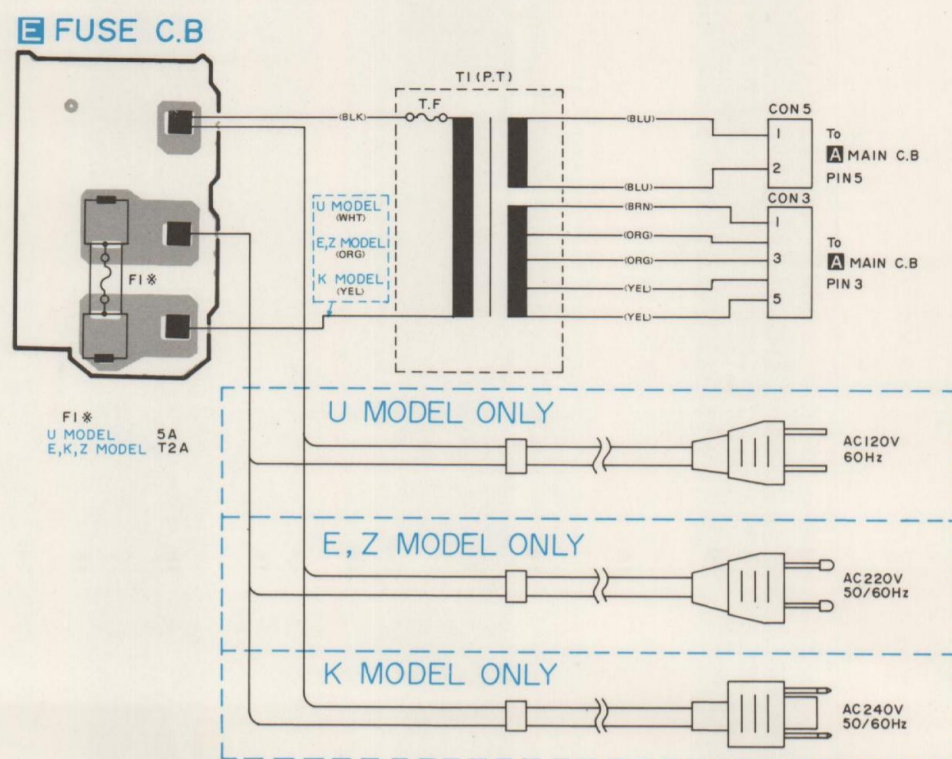 E FUSE C.B
T1 (P.T)
T.F
(BLK)
(BLU)
CON 5
1
To
A MAIN C.B
2
PIN 5
(BLU)
CON 3
U MODEL
(WHT)
(BRN)
1
E,Z MODEL
(ORG)
(ORG)
To
(ORG)
3
A MAIN C.B
K MODEL
(YEL)
(YEL)
PIN 3
5
(YEL)
F1※
F1※
U MODEL 5A
E,K,Z MODEL T2A
U MODEL ONLY
AC120V
60Hz
E, Z MODEL ONLY
AC220V
50/60Hz
K MODEL ONLY
AC240V
50/60Hz